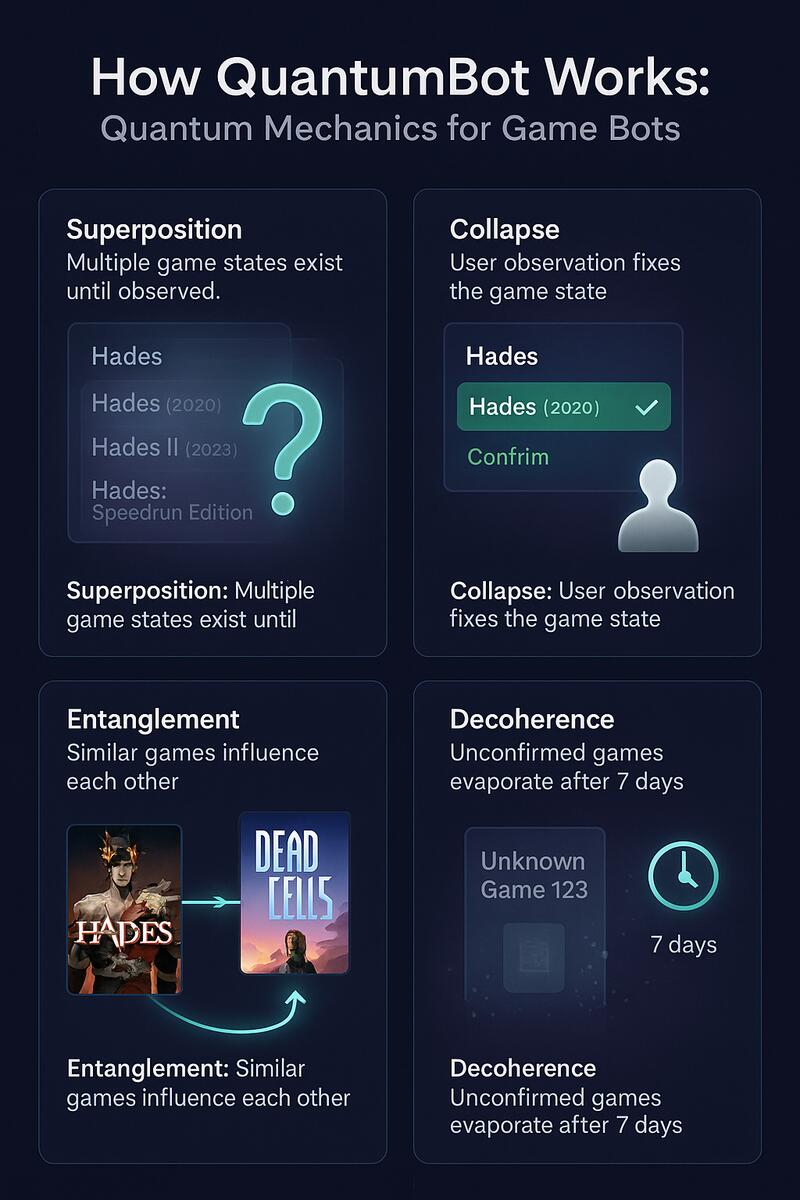 How QuantumBot Works:
Quantum Mechanics for Game Bots
Superposition
Multiple game states exist
until observed.
Hades
Hades (2020)
Hades II (2023)
Hades:
Speedrun Edition
?
Superposition: Multiple
game states exist until
Collapse
User observation fixes
the game state
Hades
Hades (2020)
Confrim
Collapse: User observation
fixes the game state
Entanglement
Similar games influence
each other
HADES
DEAD
CELLS
Entanglement: Similar
games influence each other
Decoherence
Unconfirmed games
evaporate after 7 days
Unknown
Game 123
7 days
Decoherence
Unconfirmed games
evaporate after 7 days